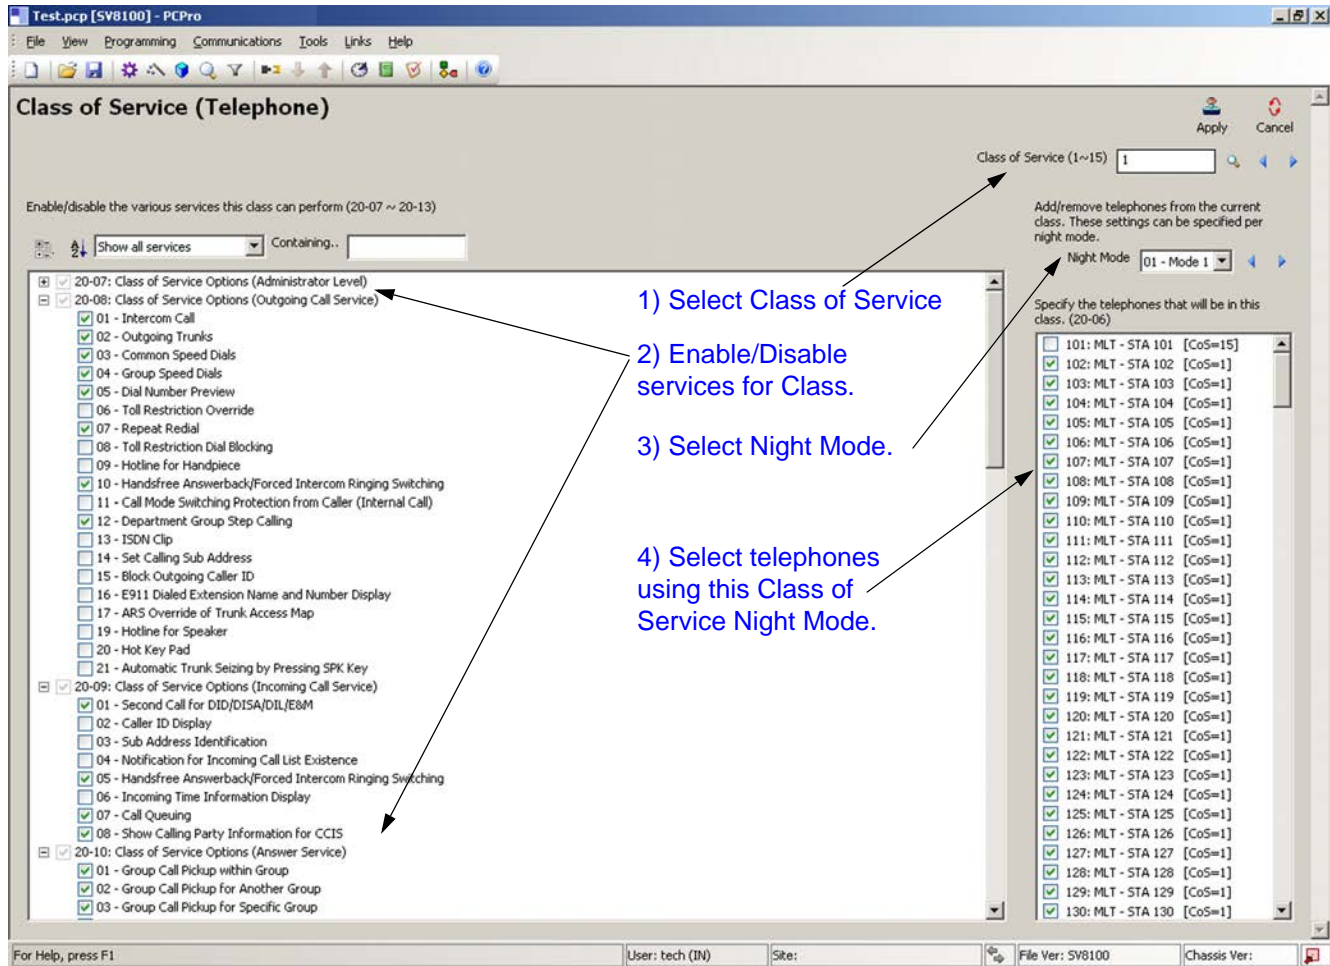 Test.pcp [SV8100] - PCPro
File View Programming Communications Tools Links Help
Class of Service (Telephone)
Apply Cancel
Class of Service (1~15) 1
Enable/disable the various services this class can perform (20-07 ~ 20-13)
Show all services Containing..
Add/remove telephones from the current
class. These settings can be specified per
night mode.
Night Mode 01 - Mode 1
Specify the telephones that will be in this
class. (20-06)
20-07: Class of Service Options (Administrator Level)
20-08: Class of Service Options (Outgoing Call Service)
01 - Intercom Call
02 - Outgoing Trunks
03 - Common Speed Dials
04 - Group Speed Dials
05 - Dial Number Preview
06 - Toll Restriction Override
07 - Repeat Redial
08 - Toll Restriction Dial Blocking
09 - Hotline for Handpiece
10 - Handsfree Answerback/Forced Intercom Ringing Switching
11 - Call Mode Switching Protection from Caller (Internal Call)
12 - Department Group Step Calling
13 - ISDN Clip
14 - Set Calling Sub Address
15 - Block Outgoing Caller ID
16 - E911 Dialed Extension Name and Number Display
17 - ARS Override of Trunk Access Map
19 - Hotline for Speaker
20 - Hot Key Pad
21 - Automatic Trunk Seizing by Pressing SPK Key
20-09: Class of Service Options (Incoming Call Service)
01 - Second Call for DID/DISA/DIL/E&M
02 - Caller ID Display
03 - Sub Address Identification
04 - Notification for Incoming Call List Existence
05 - Handsfree Answerback/Forced Intercom Ringing Switching
06 - Incoming Time Information Display
07 - Call Queuing
08 - Show Calling Party Information for CCIS
20-10: Class of Service Options (Answer Service)
01 - Group Call Pickup within Group
02 - Group Call Pickup for Another Group
03 - Group Call Pickup for Specific Group
1) Select Class of Service
2) Enable/Disable
services for Class.
3) Select Night Mode.
4) Select telephones
using this Class of
Service Night Mode.
101: MLT - STA 101 [CoS=15]
102: MLT - STA 102 [CoS=1]
103: MLT - STA 103 [CoS=1]
104: MLT - STA 104 [CoS=1]
105: MLT - STA 105 [CoS=1]
106: MLT - STA 106 [CoS=1]
107: MLT - STA 107 [CoS=1]
108: MLT - STA 108 [CoS=1]
109: MLT - STA 109 [CoS=1]
110: MLT - STA 110 [CoS=1]
111: MLT - STA 111 [CoS=1]
112: MLT - STA 112 [CoS=1]
113: MLT - STA 113 [CoS=1]
114: MLT - STA 114 [CoS=1]
115: MLT - STA 115 [CoS=1]
116: MLT - STA 116 [CoS=1]
117: MLT - STA 117 [CoS=1]
118: MLT - STA 118 [CoS=1]
119: MLT - STA 119 [CoS=1]
120: MLT - STA 120 [CoS=1]
121: MLT - STA 121 [CoS=1]
122: MLT - STA 122 [CoS=1]
123: MLT - STA 123 [CoS=1]
124: MLT - STA 124 [CoS=1]
125: MLT - STA 125 [CoS=1]
126: MLT - STA 126 [CoS=1]
127: MLT - STA 127 [CoS=1]
128: MLT - STA 128 [CoS=1]
129: MLT - STA 129 [CoS=1]
130: MLT - STA 130 [CoS=1]
For Help, press F1 User: tech (IN) Site: File Ver: SV8100 Chassis Ver: